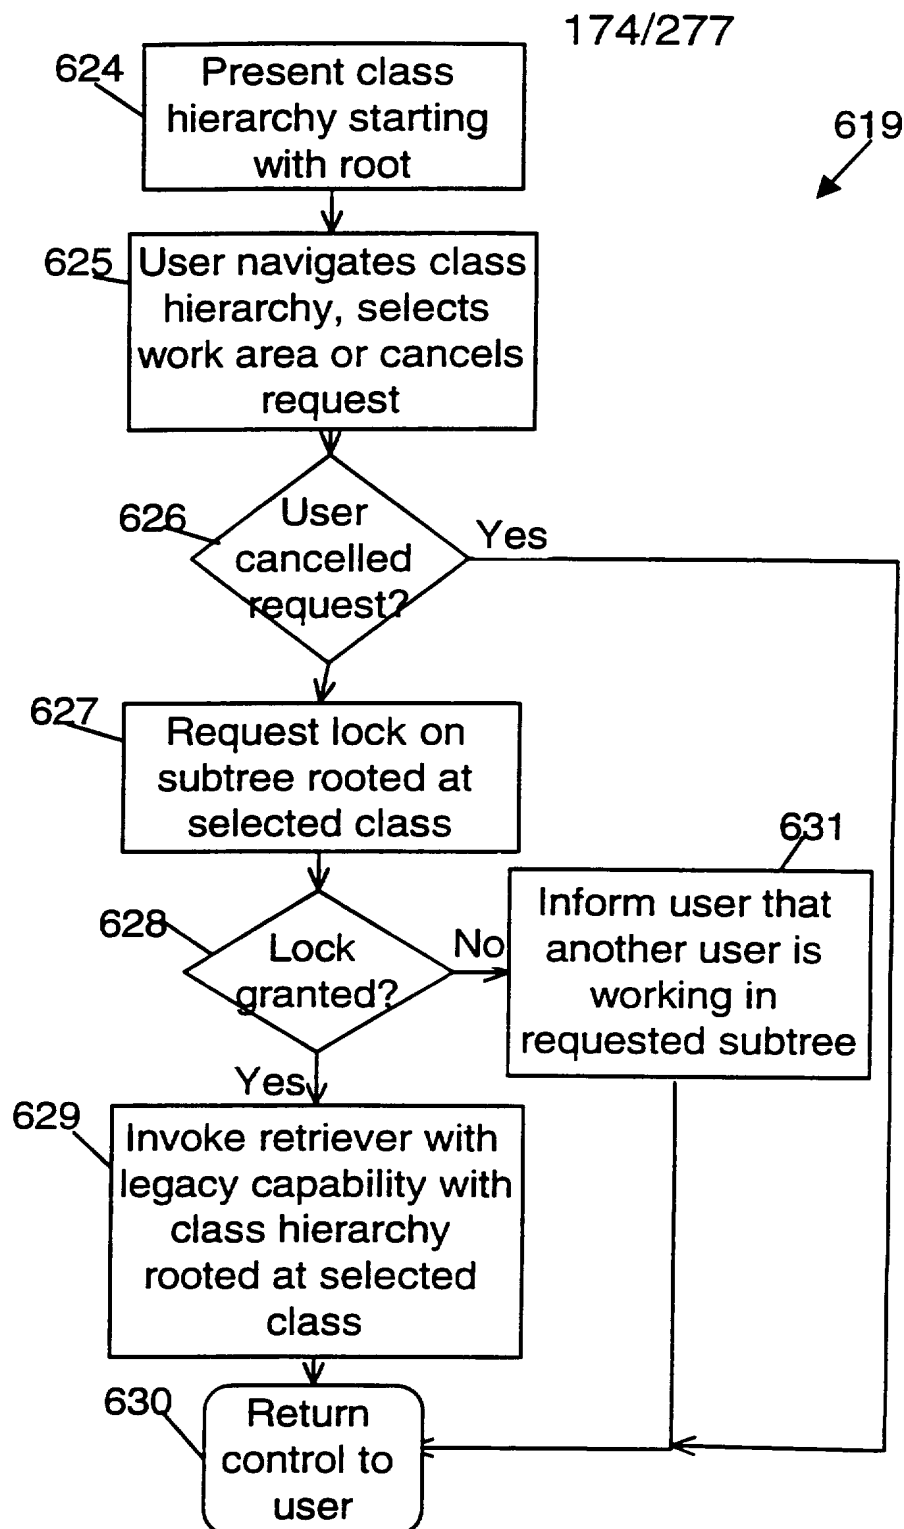 174/277
624
Present class
hierarchy starting
with root
619
625
User navigates class
hierarchy, selects
work area or cancels
request
626
User
cancelled
request?
Yes
627
Request lock on
subtree rooted at
selected class
631
Inform user that
another user is
working in
requested subtree
628
Lock
granted?
No
Yes
629
Invoke retriever with
legacy capability with
class hierarchy
rooted at selected
class
630
Return
control to
user